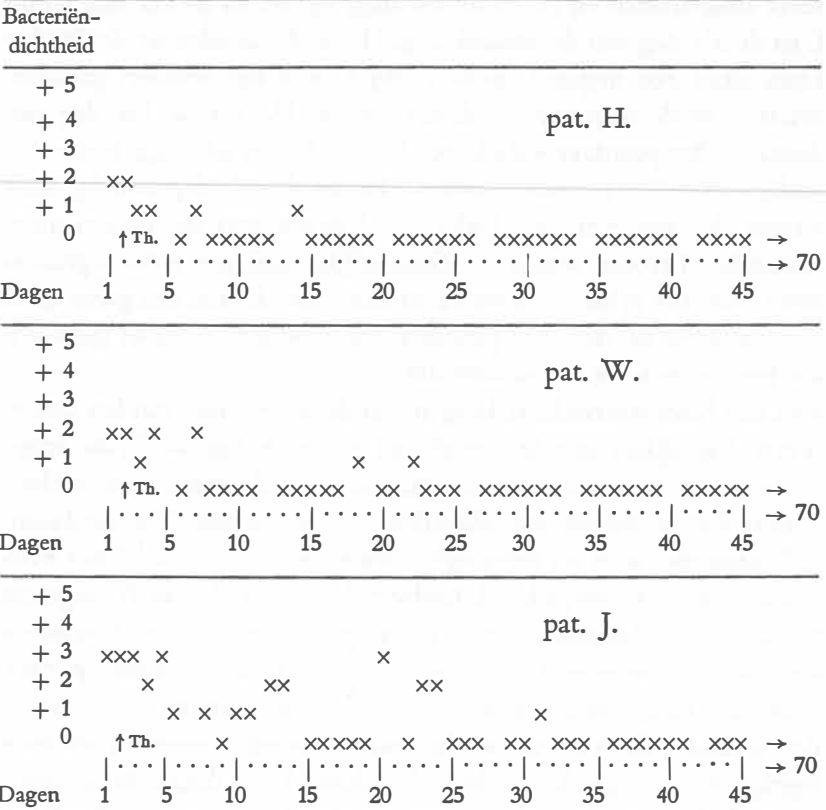 Bacteriën-
dichtheid
+ 5
+ 4
pat. H.
+ 3
+ 2
+ 1
0
↑ Th.
→
→ 70
Dagen 1 5 10 15 20 25 30 35 40 45
+ 5
+ 4
pat. W.
+ 3
+ 2
+ 1
0
↑ Th.
→
→ 70
Dagen 1 5 10 15 20 25 30 35 40 45
+ 5
+ 4
pat. J.
+ 3
+ 2
+ 1
0
↑ Th.
→
→ 70
Dagen 1 5 10 15 20 25 30 35 40 45